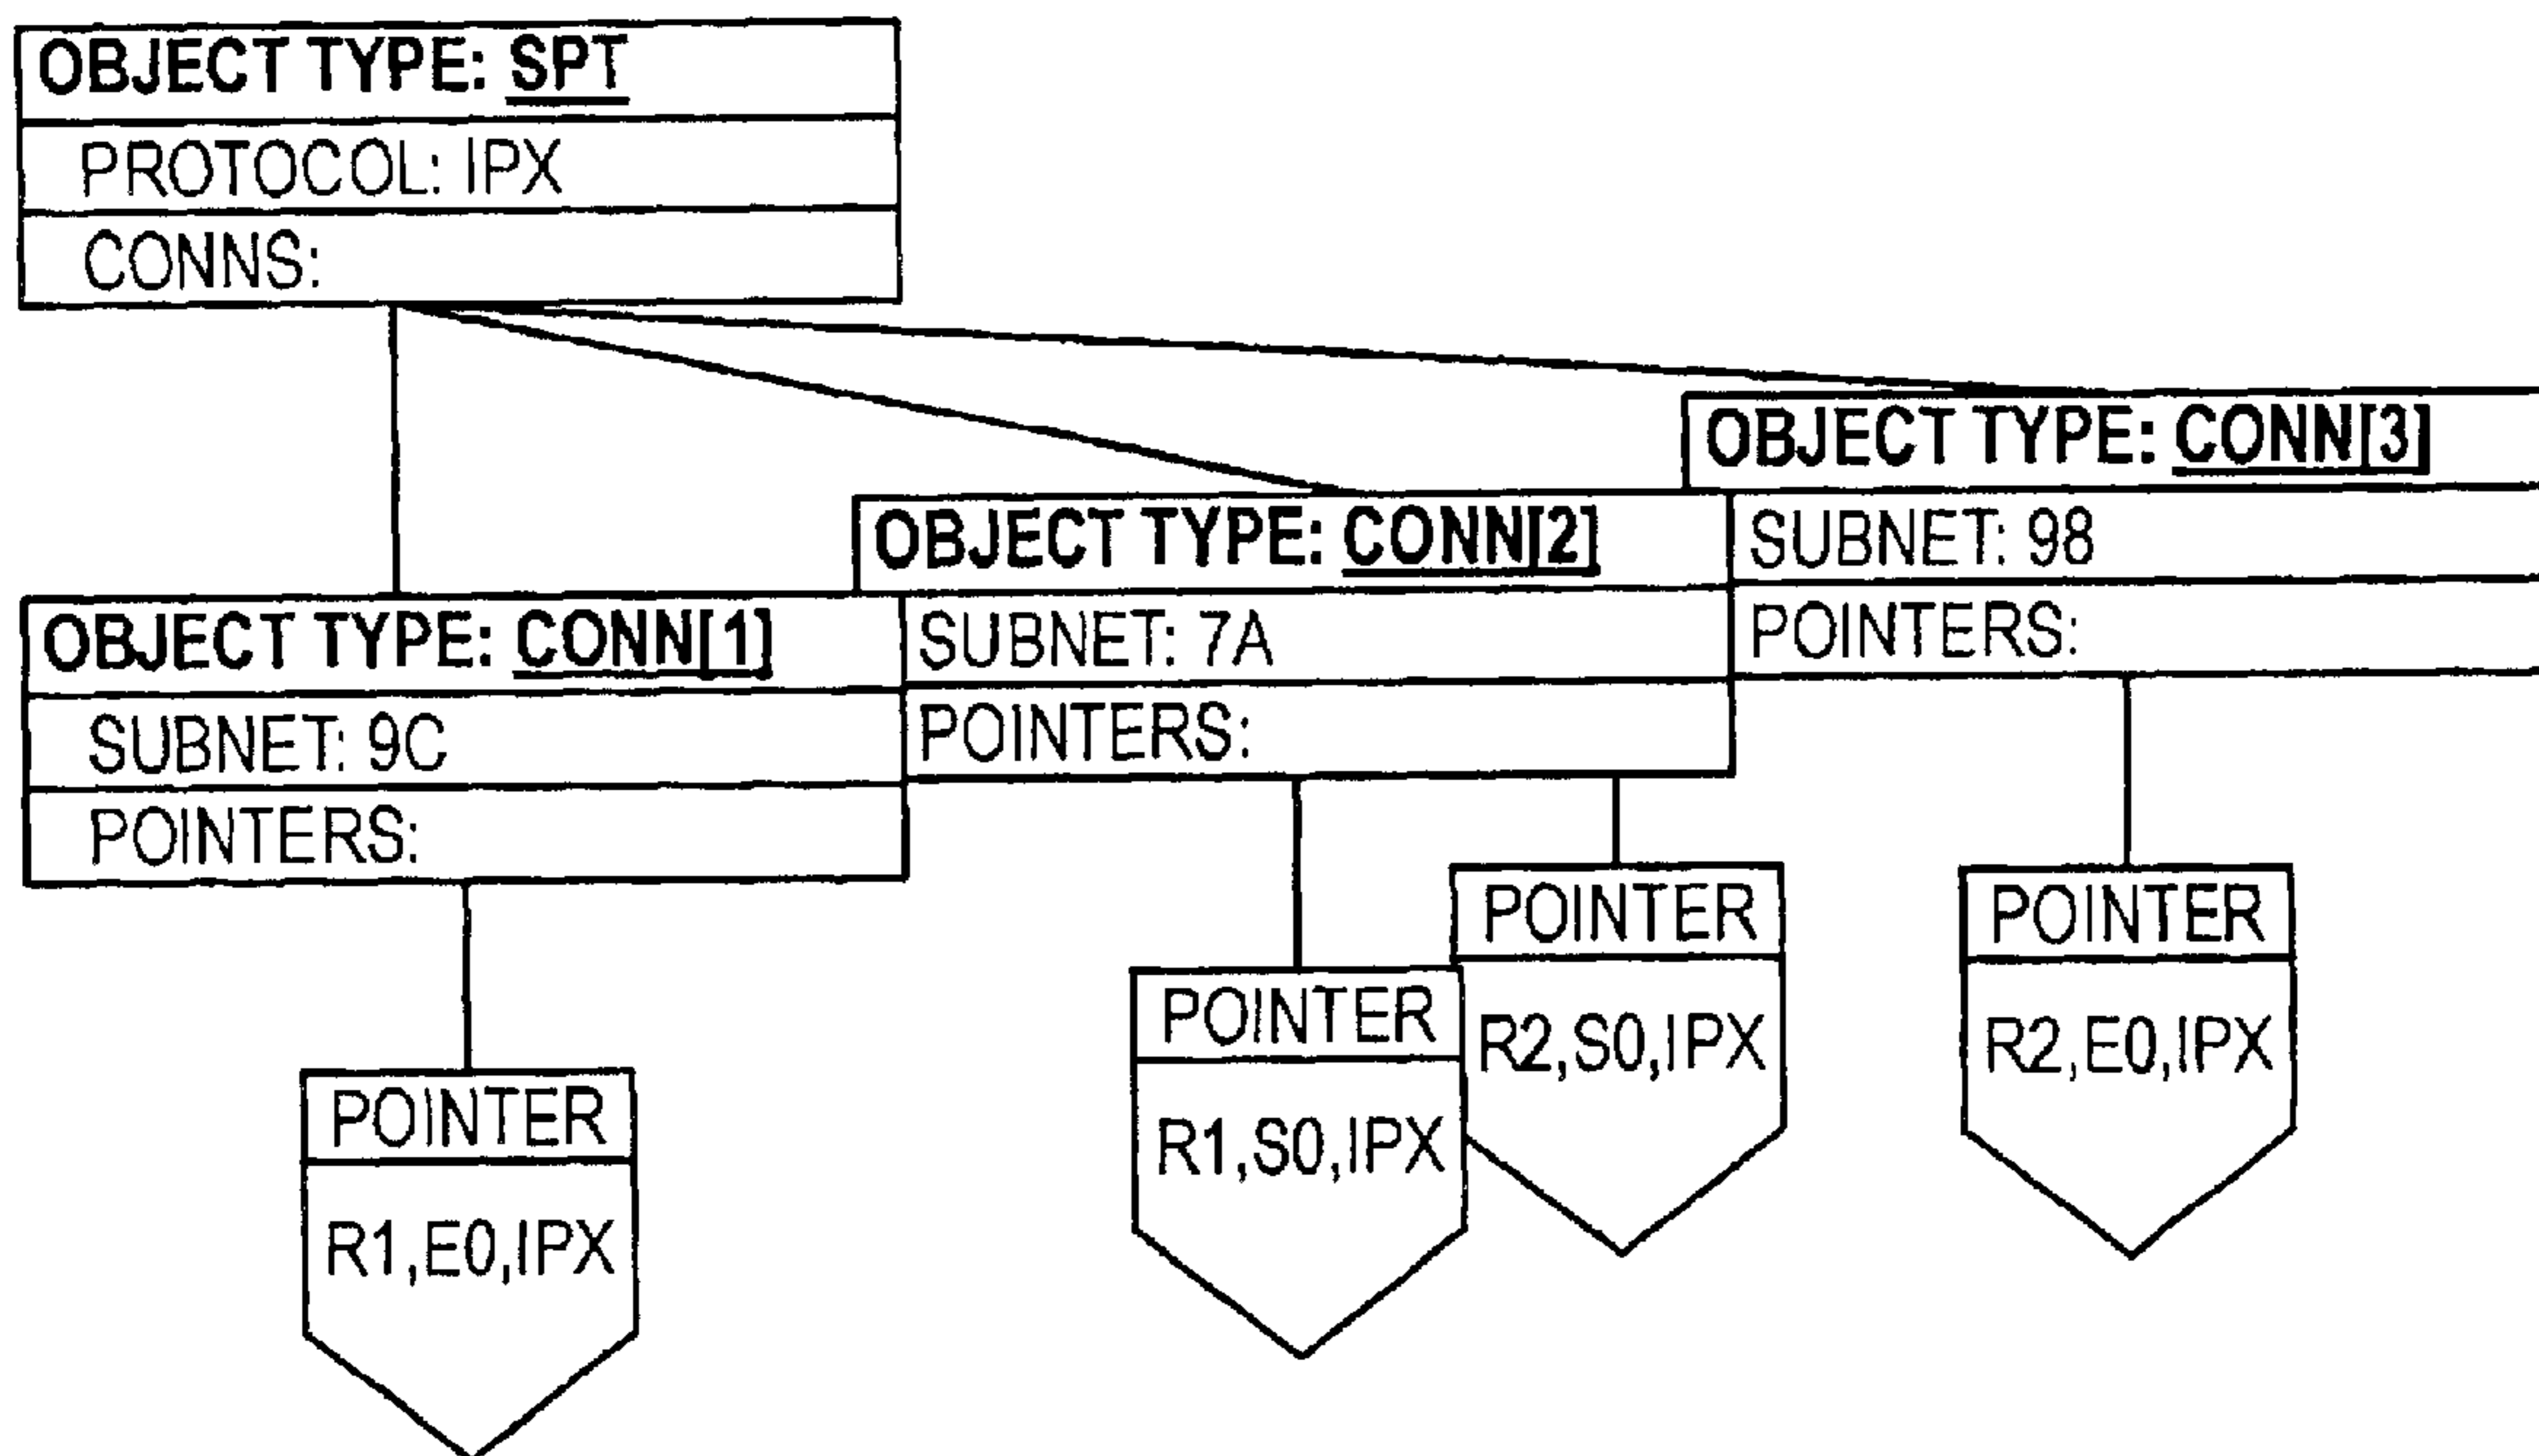 OBJECT TYPE: SPT
PROTOCOL: IPX
CONNS:
OBJECT TYPE: CONN[3]
SUBNET: 98
POINTERS:
OBJECT TYPE: CONN[2]
SUBNET: 7A
POINTERS:
OBJECT TYPE: CONN[1]
SUBNET: 9C
POINTERS:
POINTER
R1,E0,IPX
POINTER
R1,S0,IPX
POINTER
R2,S0,IPX
POINTER
R2,E0,IPX